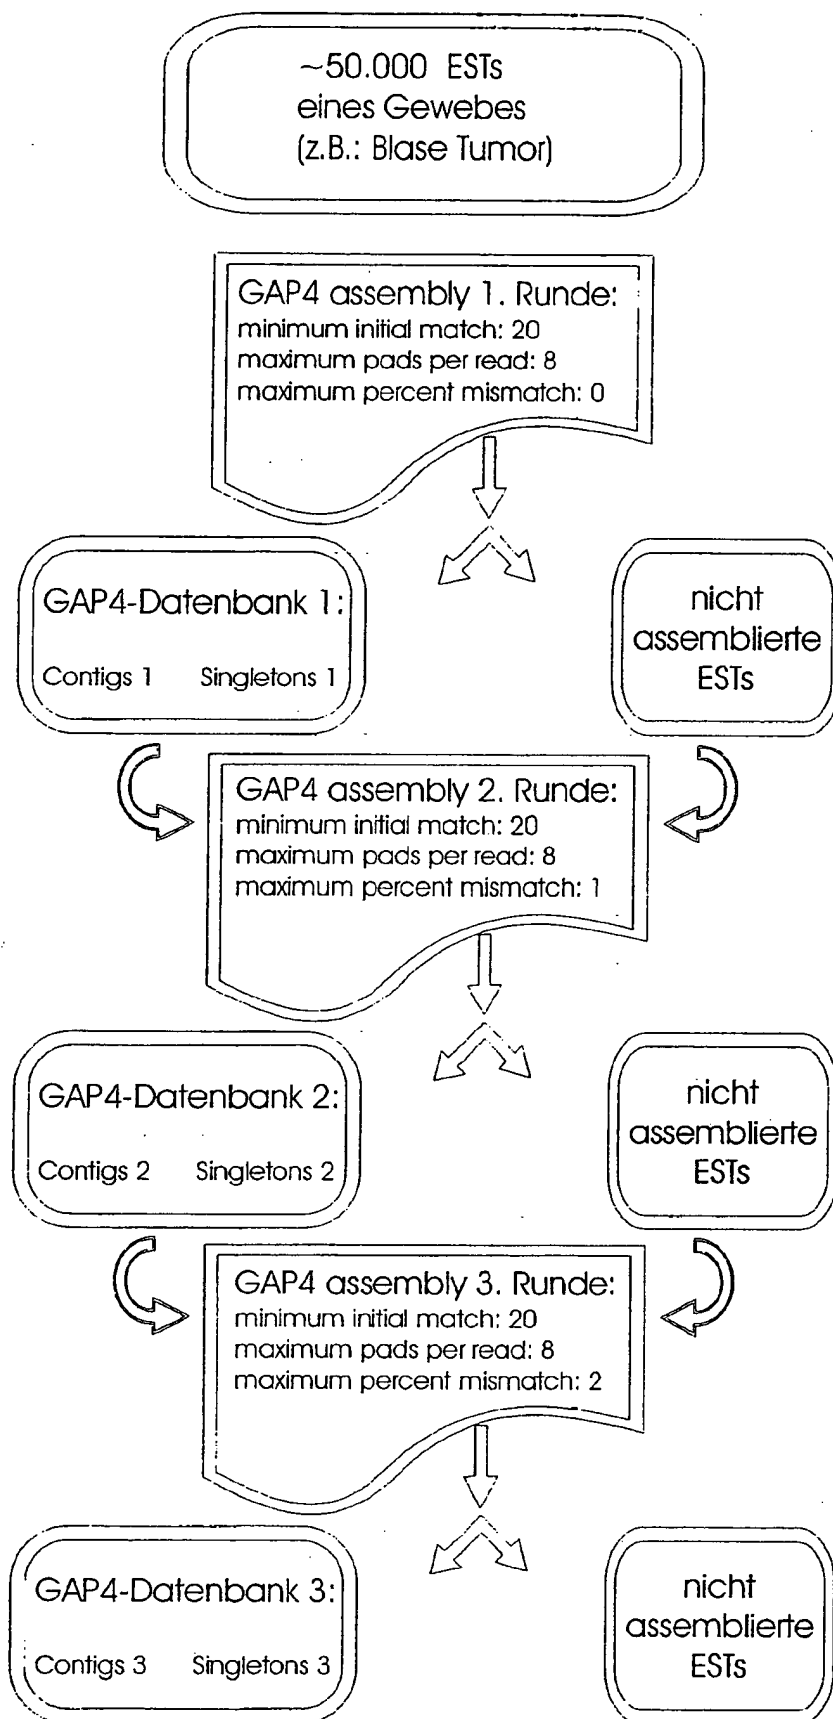 ~50.000 ESTs
eines Gewebes
(z.B.: Blase Tumor)
GAP4 assembly 1. Runde:
minimum initial match: 20
maximum pads per read: 8
maximum percent mismatch: 0
GAP4-Datenbank 1:
Contigs 1 Singletons 1
nicht
assemblierte
ESTs
GAP4 assembly 2. Runde:
minimum initial match: 20
maximum pads per read: 8
maximum percent mismatch: 1
GAP4-Datenbank 2:
Contigs 2 Singletons 2
nicht
assemblierte
ESTs
GAP4 assembly 3. Runde:
minimum initial match: 20
maximum pads per read: 8
maximum percent mismatch: 2
GAP4-Datenbank 3:
Contigs 3 Singletons 3
nicht
assemblierte
ESTs